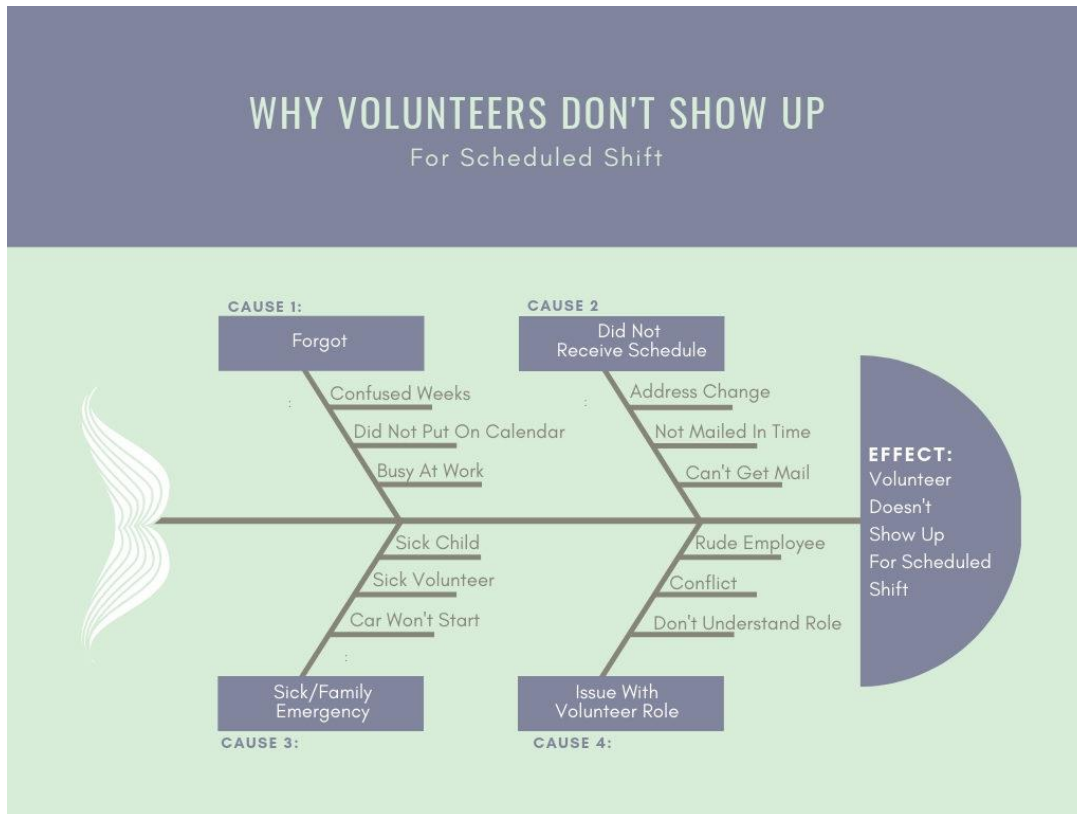 WHY VOLUNTEERS DON'T SHOW UP
For Scheduled Shift
CAUSE 1:
Forgot
Confused Weeks
Did Not Put On Calendar
Busy At Work
CAUSE 2
Did Not
Receive Schedule
Address Change
Not Mailed In Time
Can't Get Mail
Sick Child
Sick Volunteer
Car Won't Start
Sick/Family
Emergency
CAUSE 3:
Rude Employee
Conflict
Don't Understand Role
Issue With
Volunteer Role
CAUSE 4:
EFFECT:
Volunteer
Doesn't
Show Up
For Scheduled
Shift